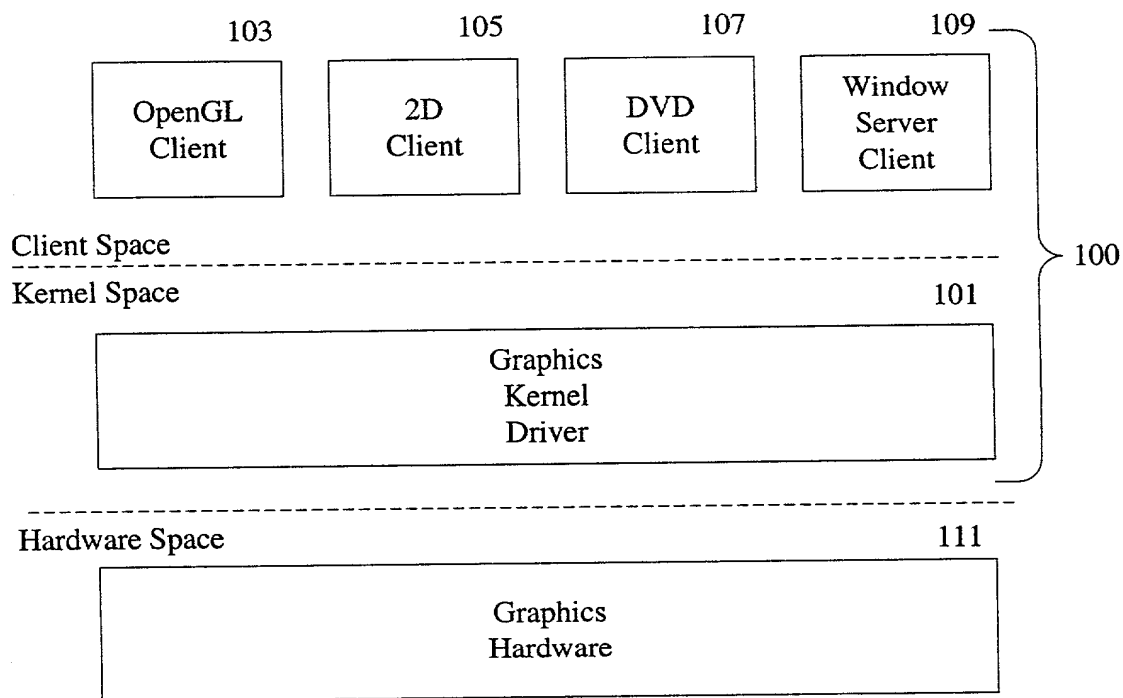 103
105
107
109
OpenGL
Client
2D
Client
DVD
Client
Window
Server
Client
Client Space
100
Kernel Space
101
Graphics
Kernel
Driver
Hardware Space
111
Graphics
Hardware